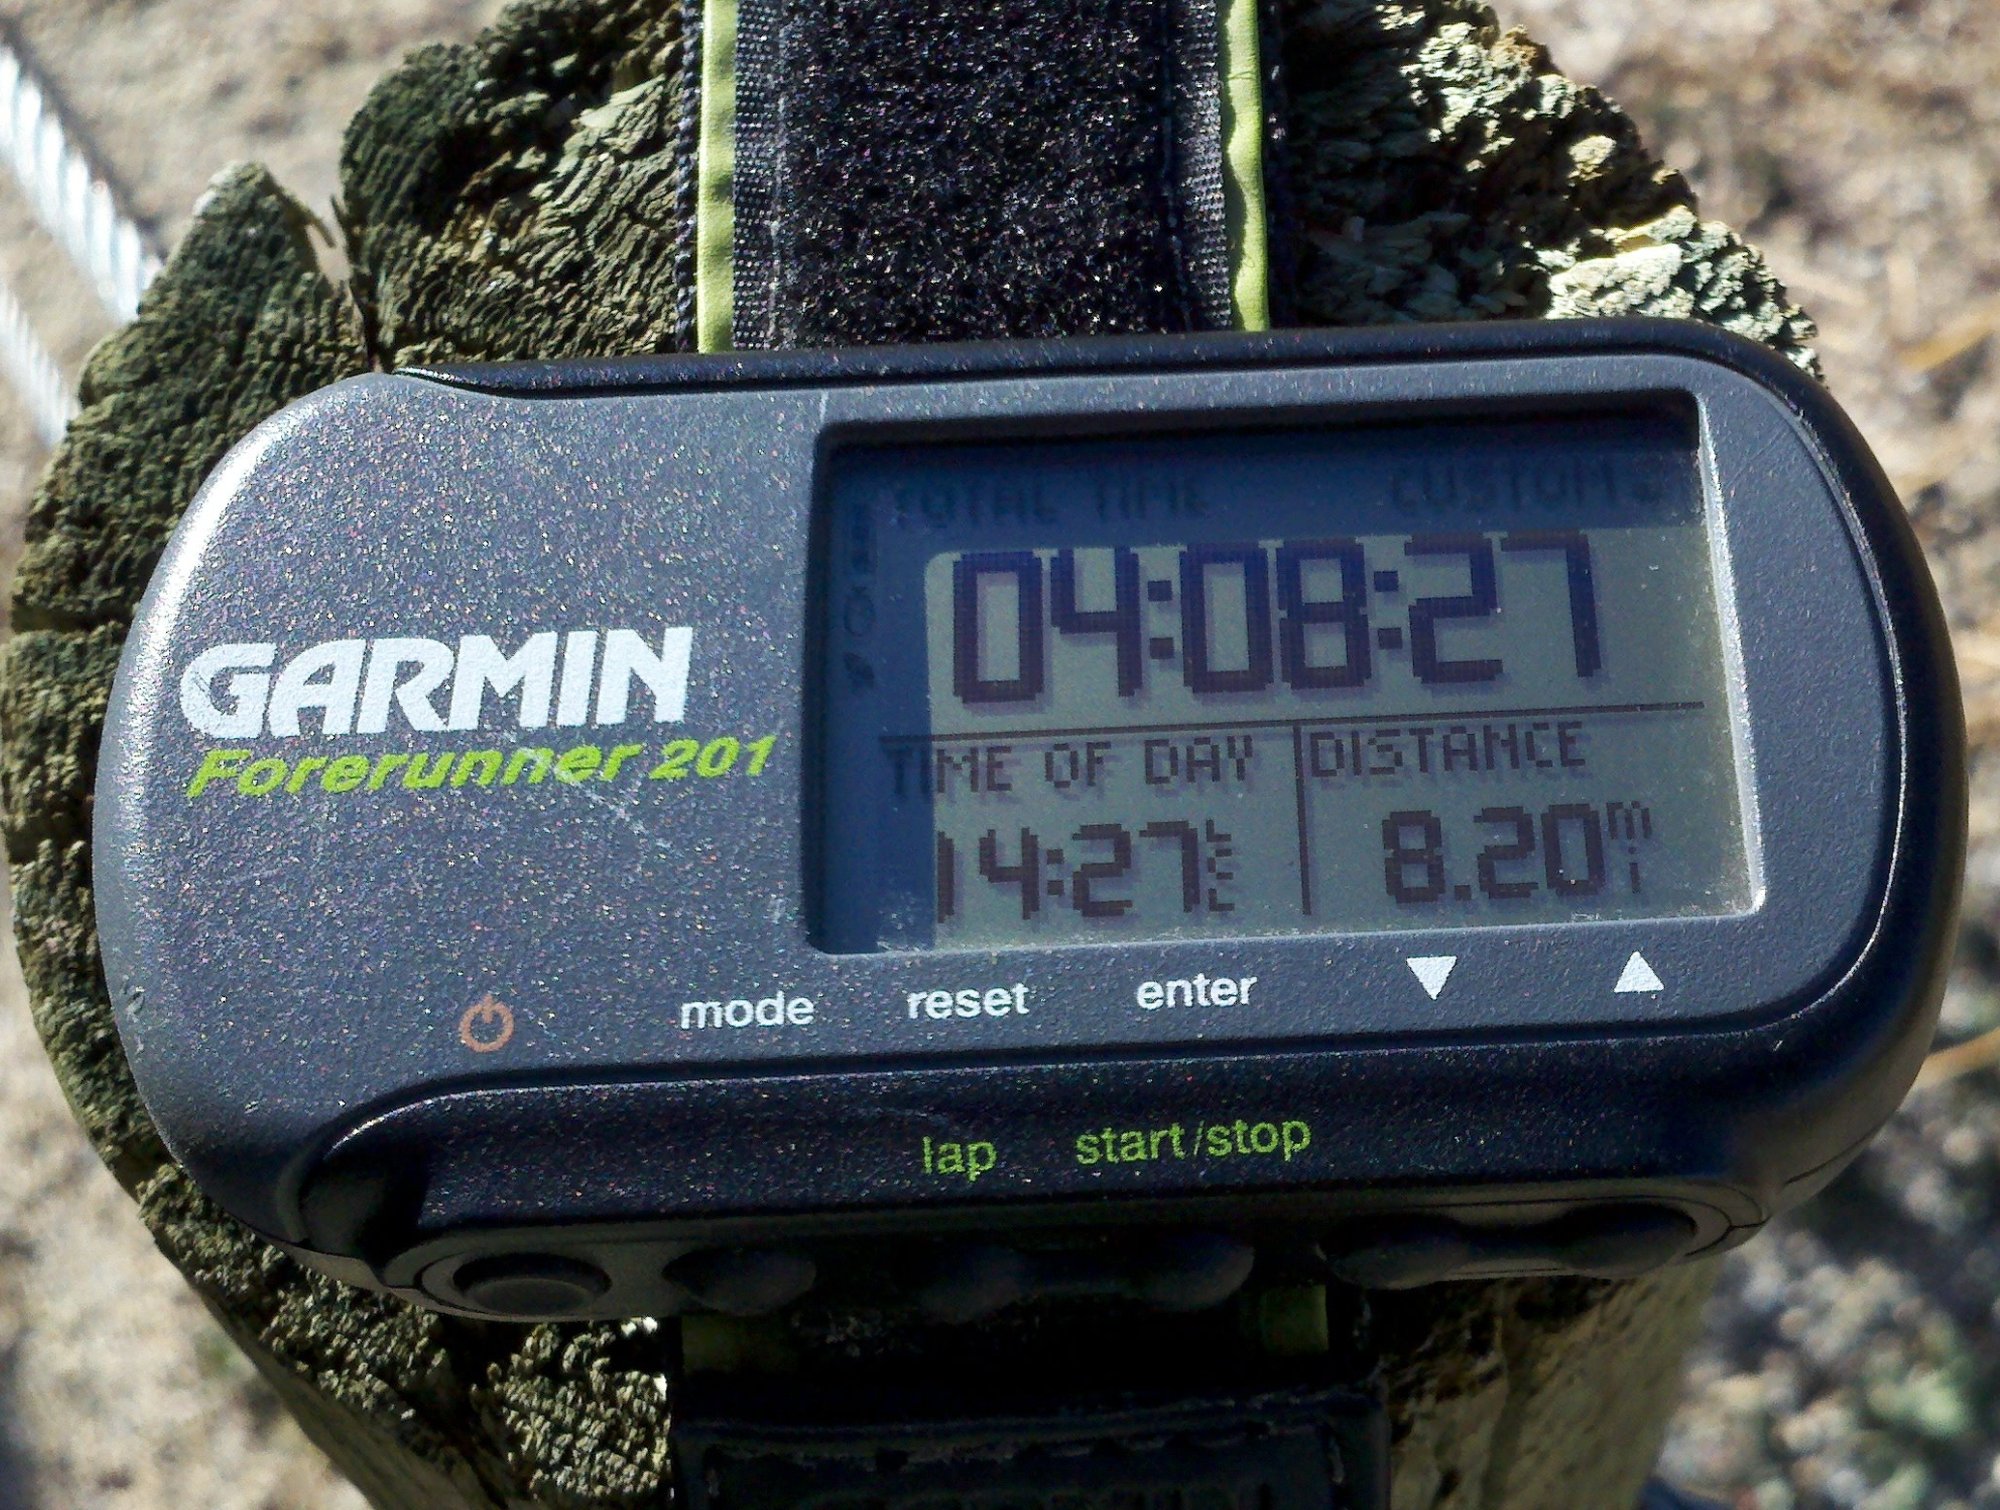 TOTAL TIME CUSTOM
04:08:27
GARMIN
Forerunner 201
TIME OF DAY DISTANCE
14:27 8.20 mi
mode reset enter
lap start/stop